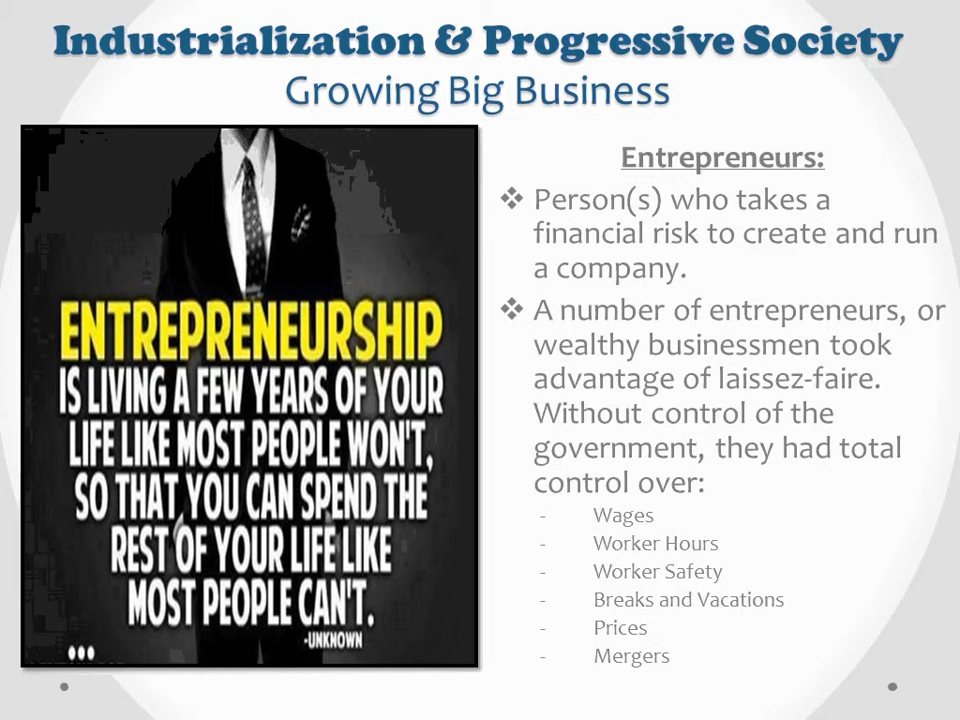 Industrialization & Progressive Society
Growing Big Business
ENTREPRENEURSHIP
IS LIVING A FEW YEARS OF YOUR
LIFE LIKE MOST PEOPLE WON'T,
SO THAT YOU CAN SPEND THE
REST OF YOUR LIFE LIKE
MOST PEOPLE CAN'T.
-UNKNOWN
...
Entrepreneurs:
❖ Person(s) who takes a
financial risk to create and run
a company.
❖ A number of entrepreneurs, or
wealthy businessmen took
advantage of laissez-faire.
Without control of the
government, they had total
control over:
- Wages
- Worker Hours
- Worker Safety
- Breaks and Vacations
- Prices
- Mergers